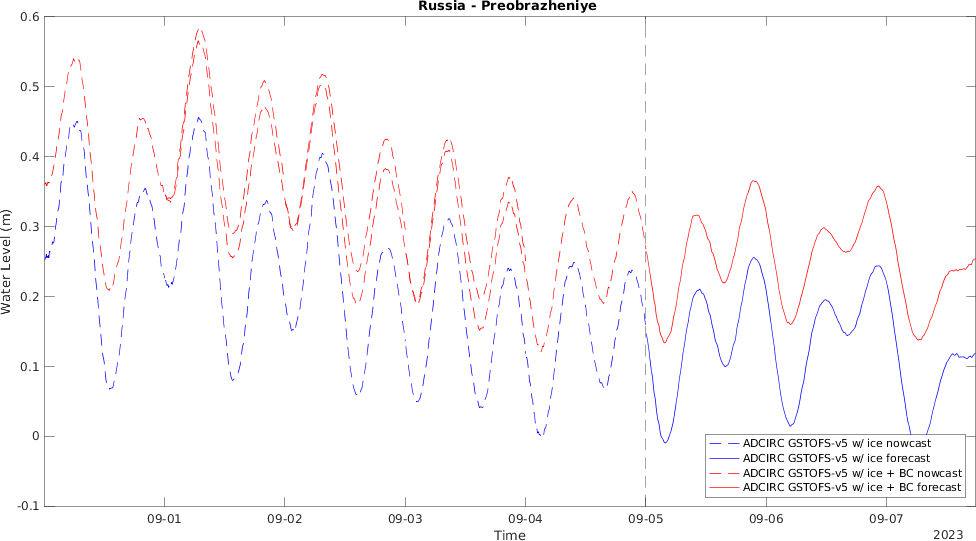 Russia - Preobrazheniye
0.6
0.5
0.4
0.3
0.2
0.1
0
-0.1
Water Level (m)
ADCIRC GSTOFS-v5 w/ ice nowcast
ADCIRC GSTOFS-v5 w/ ice forecast
ADCIRC GSTOFS-v5 w/ ice + BC nowcast
ADCIRC GSTOFS-v5 w/ ice + BC forecast
09-01 09-02 09-03 09-04 09-05 09-06 09-07
Time
2023